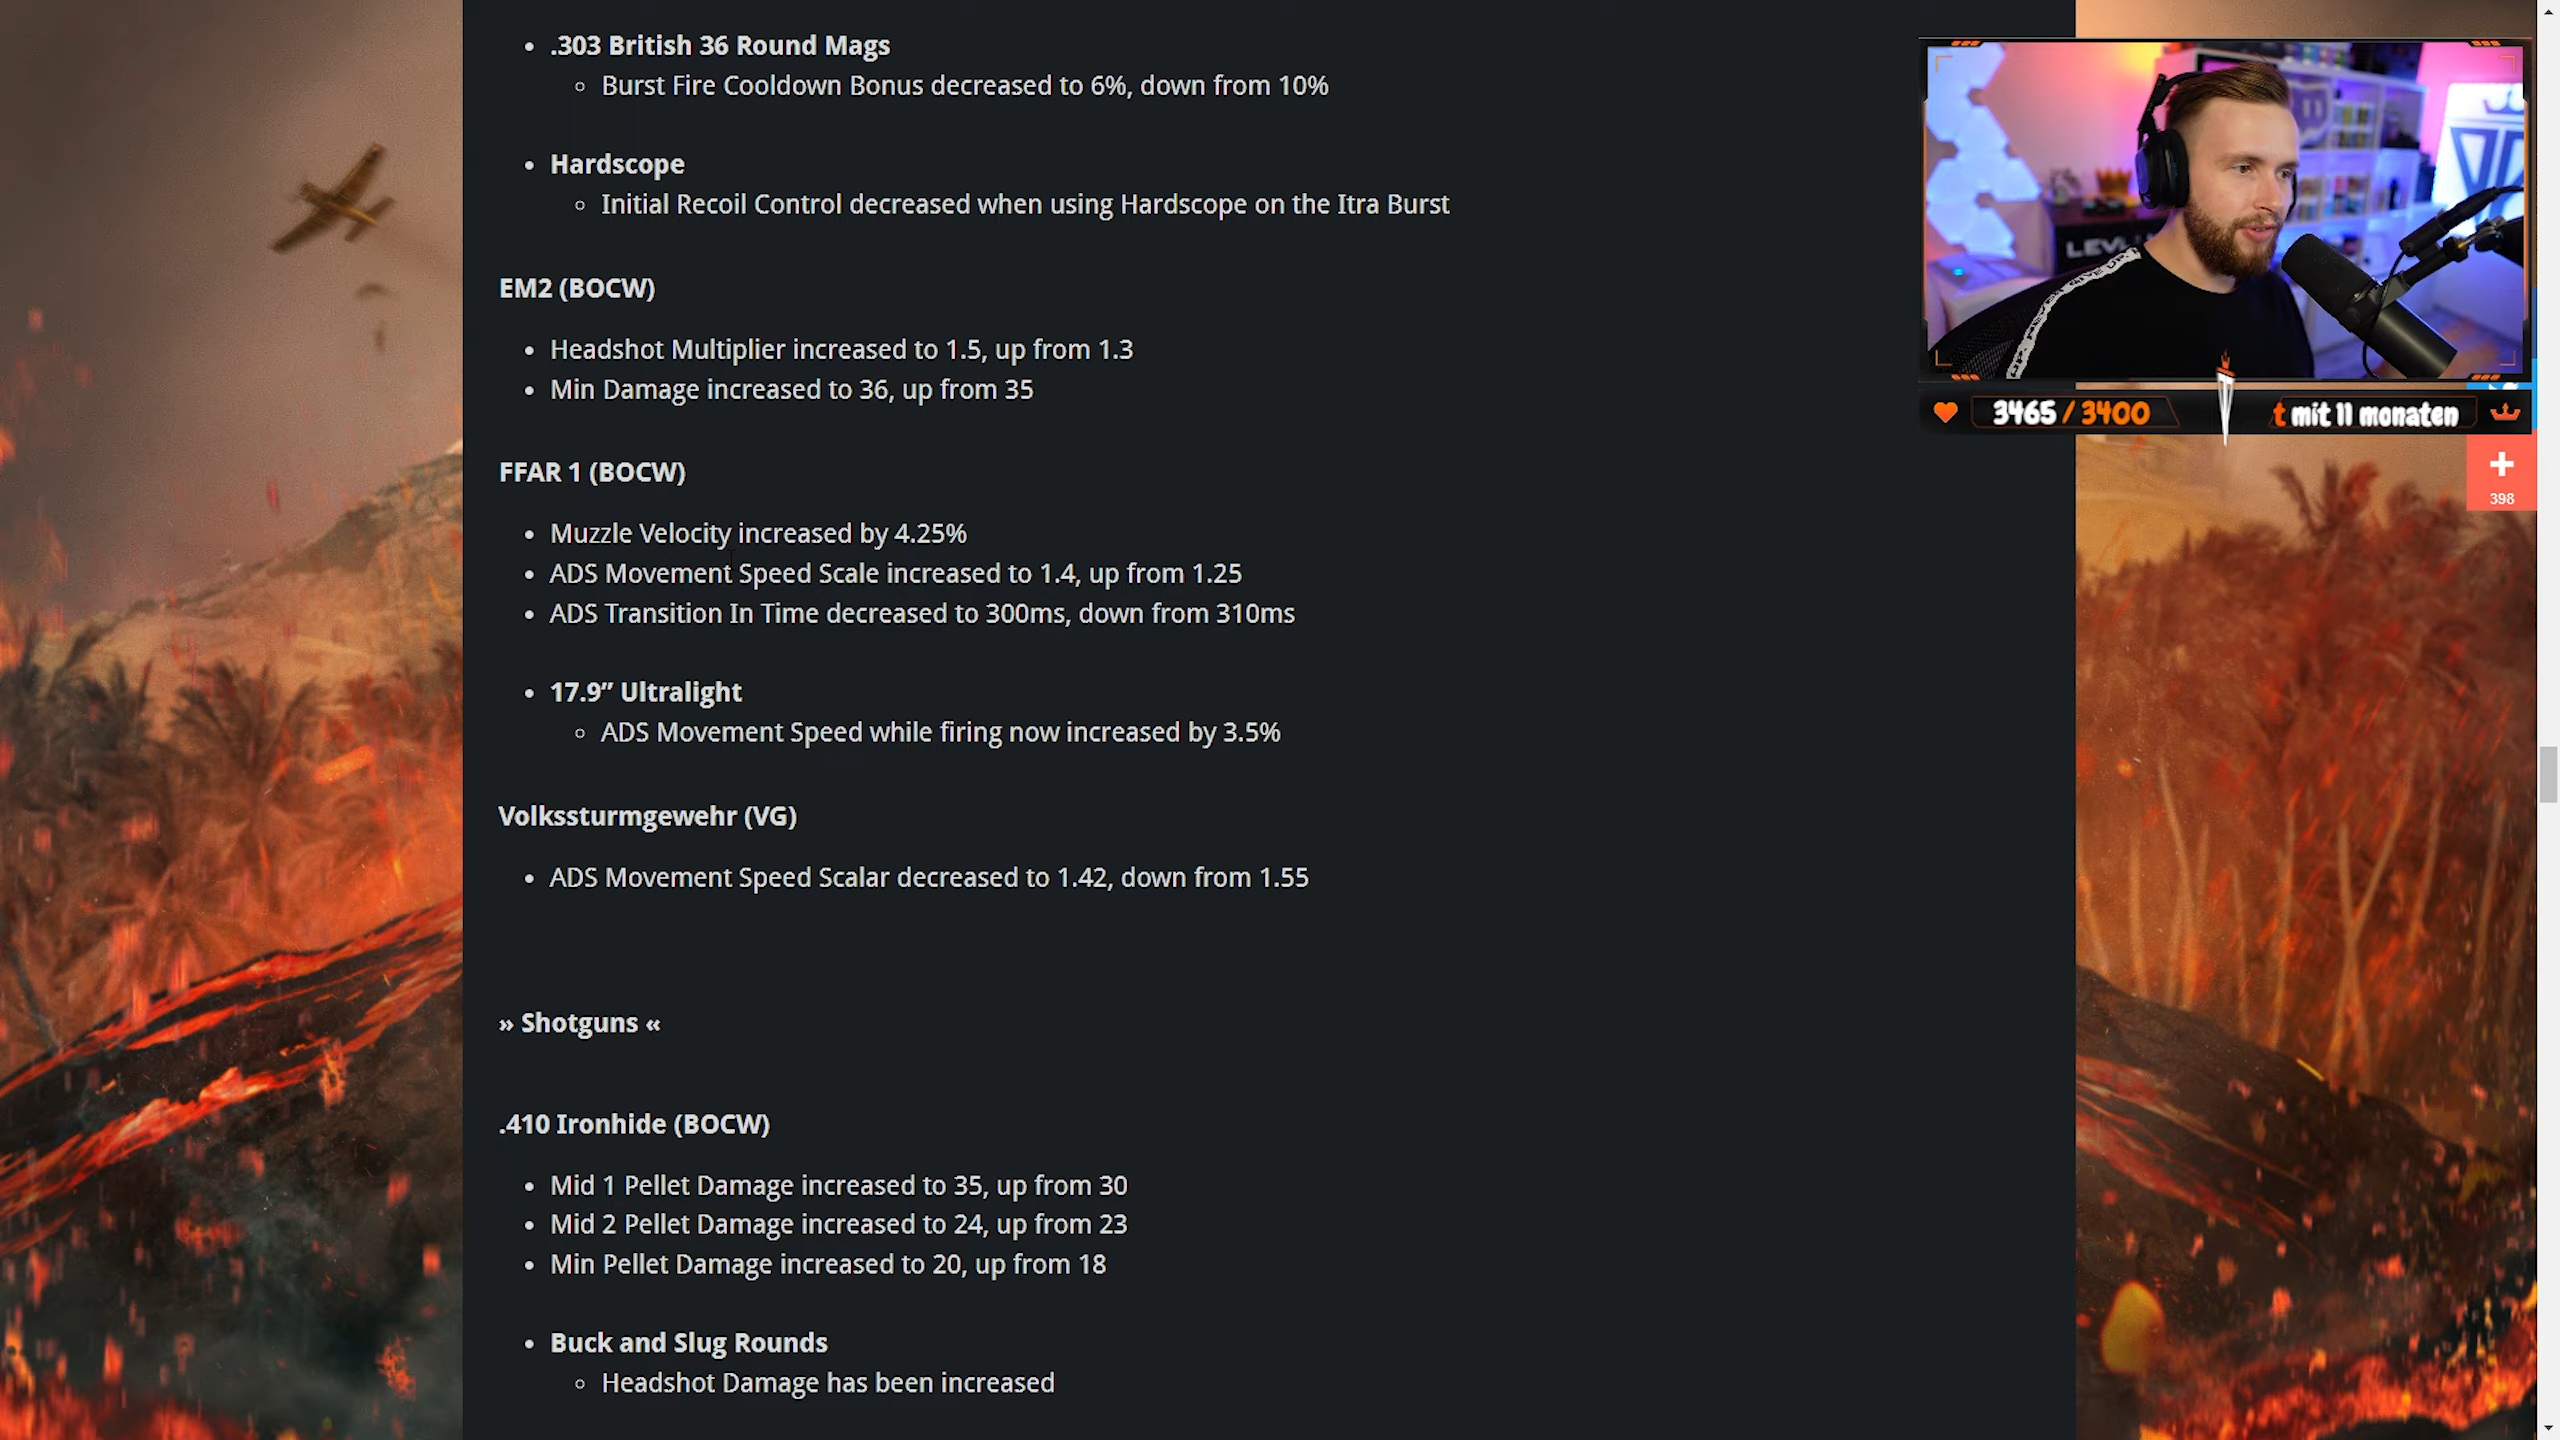 .303 British 36 Round Mags
Burst Fire Cooldown Bonus decreased to 6%, down from 10%
Hardscope
Initial Recoil Control decreased when using Hardscope on the Itra Burst
EM2 (BOCW)
Headshot Multiplier increased to 1.5, up from 1.3
Min Damage increased to 36, up from 35
FFAR 1 (BOCW)
Muzzle Velocity increased by 4.25%
ADS Movement Speed Scale increased to 1.4, up from 1.25
ADS Transition In Time decreased to 300ms, down from 310ms
17.9” Ultralight
ADS Movement Speed while firing now increased by 3.5%
Volkssturmgewehr (VG)
ADS Movement Speed Scalar decreased to 1.42, down from 1.55
» Shotguns «
.410 Ironhide (BOCW)
Mid 1 Pellet Damage increased to 35, up from 30
Mid 2 Pellet Damage increased to 24, up from 23
Min Pellet Damage increased to 20, up from 18
Buck and Slug Rounds
Headshot Damage has been increased
3465 / 3400
t mit 11 monaten
398